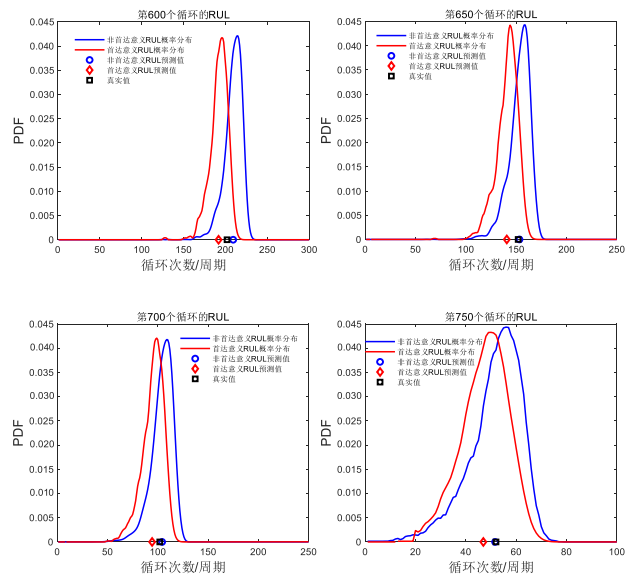 第600个循环的RUL
0.045
0.04
0.035
0.03
0.025
0.02
0.015
0.01
0.005
0
PDF
非首达意义RUL概率分布
首达意义RUL概率分布
非首达意义RUL预测值
首达意义RUL预测值
真实值
0 50 100 150 200 250 300
循环次数/周期
第650个循环的RUL
0.045
0.04
0.035
0.03
0.025
0.02
0.015
0.01
0.005
0
PDF
非首达意义RUL概率分布
首达意义RUL概率分布
非首达意义RUL预测值
首达意义RUL预测值
真实值
0 50 100 150 200 250
循环次数/周期
第700个循环的RUL
0.045
0.04
0.035
0.03
0.025
0.02
0.015
0.01
0.005
0
PDF
非首达意义RUL概率分布
首达意义RUL概率分布
非首达意义RUL预测值
首达意义RUL预测值
真实值
0 50 100 150 200 250
循环次数/周期
第750个循环的RUL
0.045
0.04
0.035
0.03
0.025
0.02
0.015
0.01
0.005
0
PDF
非首达意义RUL概率分布
首达意义RUL概率分布
非首达意义RUL预测值
首达意义RUL预测值
真实值
0 20 40 60 80 100
循环次数/周期